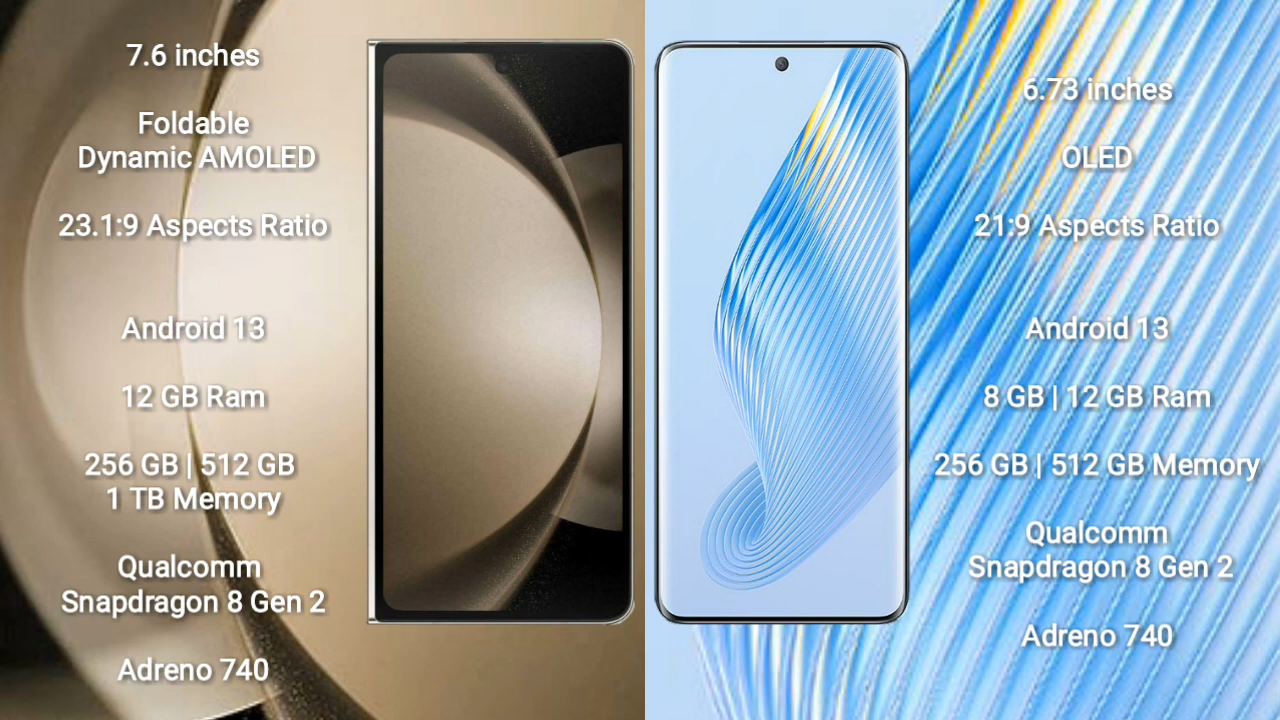 7.6 inches
Foldable
Dynamic AMOLED
23.1:9 Aspects Ratio
Android 13
12 GB Ram
256 GB | 512 GB
1 TB Memory
Qualcomm
Snapdragon 8 Gen 2
Adreno 740
6.73 inches
OLED
21:9 Aspects Ratio
Android 13
8 GB | 12 GB Ram
256 GB | 512 GB Memory
Qualcomm
Snapdragon 8 Gen 2
Adreno 740